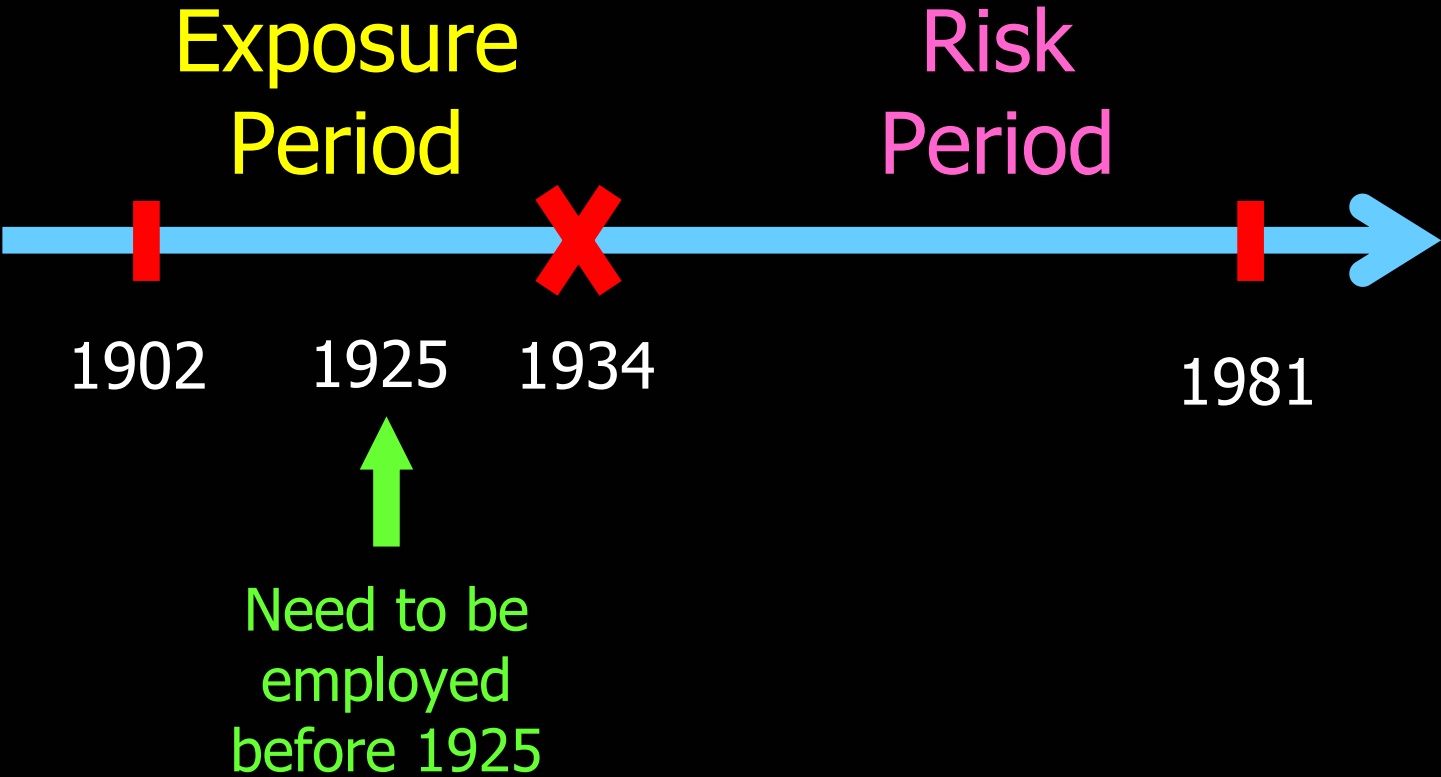 Exposure
Period
Risk
Period
1902
1925
1934
1981
Need to be
employed
before 1925